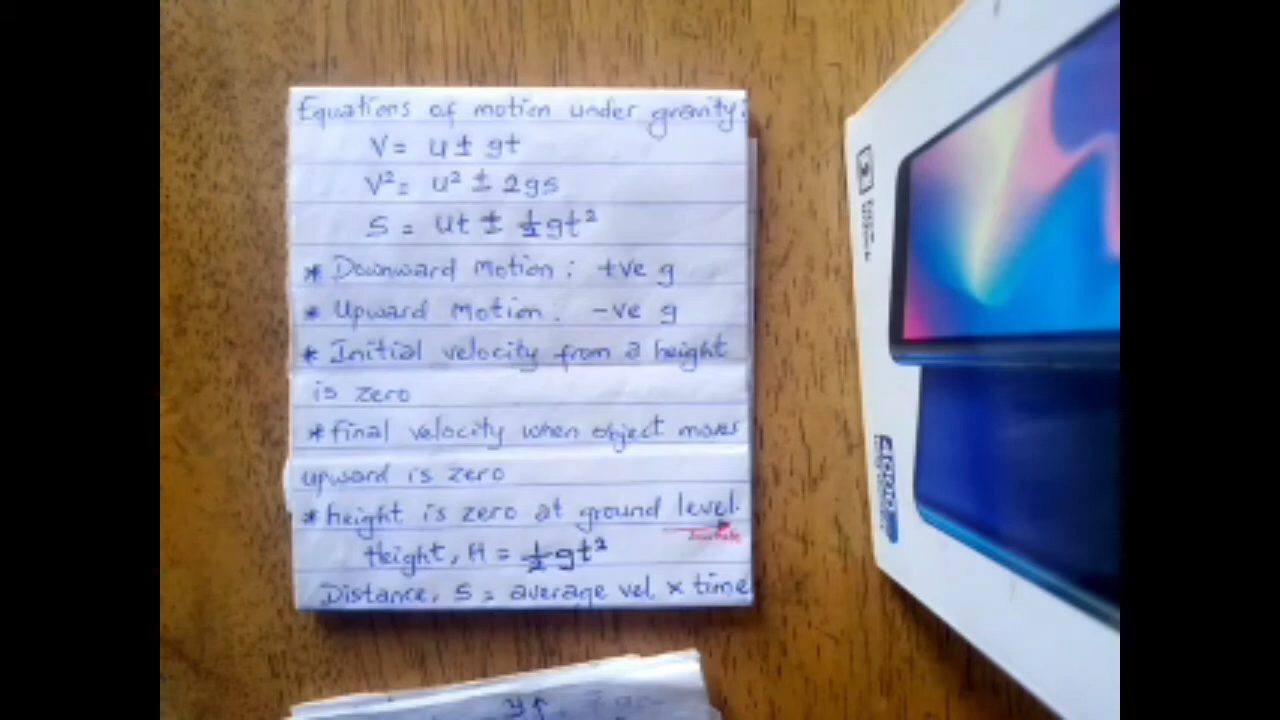 Equations of motion under gravity:
V = u ± gt
V² = u² ± 2gs
S = ut ± ½gt²
* Downward Motion: +ve g
* Upward Motion: -ve g
* Initial velocity from a height
is zero
* final velocity when object moves
upward is zero
* height is zero at ground level.
Height, H = ½gt²
Distance, S = average vel. x time